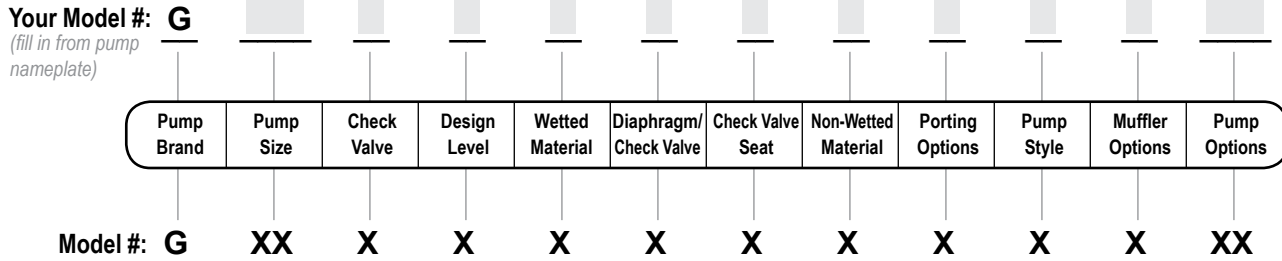 Your Model #: G
(fill in from pump
nameplate)
Pump Pump Check Design Wetted Diaphragm/ Check Valve Non-Wetted Porting Pump Muffler Pump
Brand Size Valve Level Material Check Valve Seat Material Options Style Options Options
Model #: G XX X X X X X X X X X XX